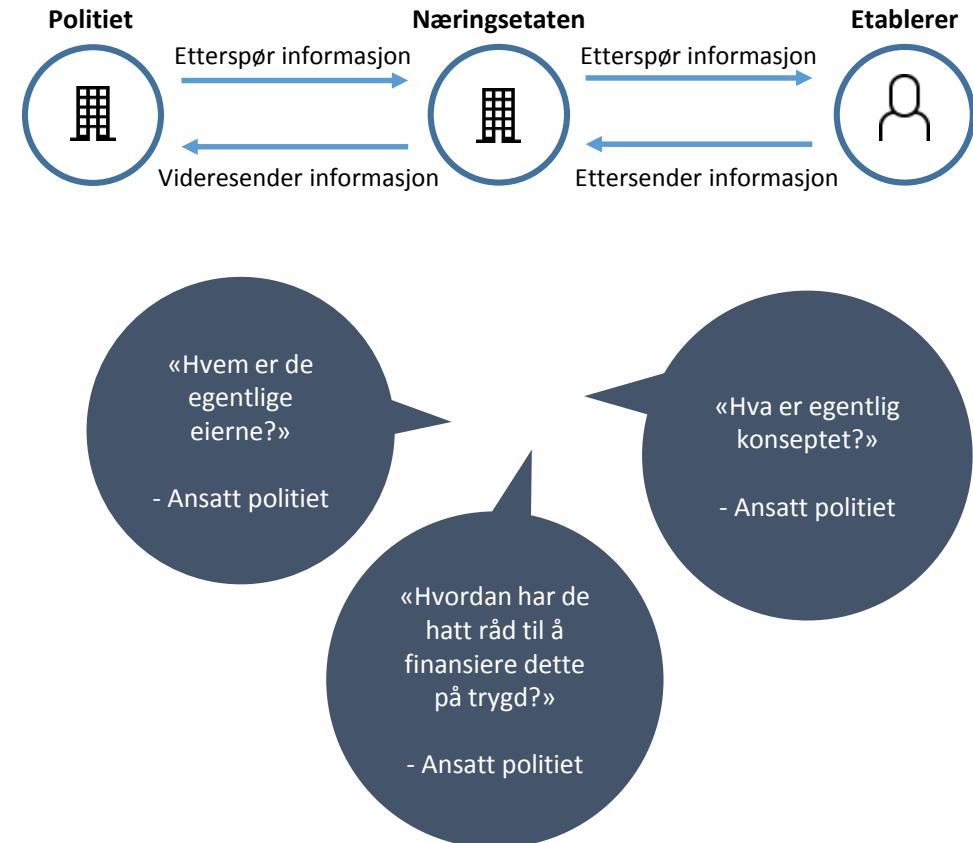 Politiet
Næringsetaten
Etablerer
Etterspør informasjon
Etterspør informasjon
Videresender informasjon
Ettersender informasjon
«Hvem er de
egentlige
eierne?»
- Ansatt politiet
«Hva er egentlig
konseptet?»
- Ansatt politiet
«Hvordan har de
hatt råd til å
finansiere dette
på trygd?»
- Ansatt politiet